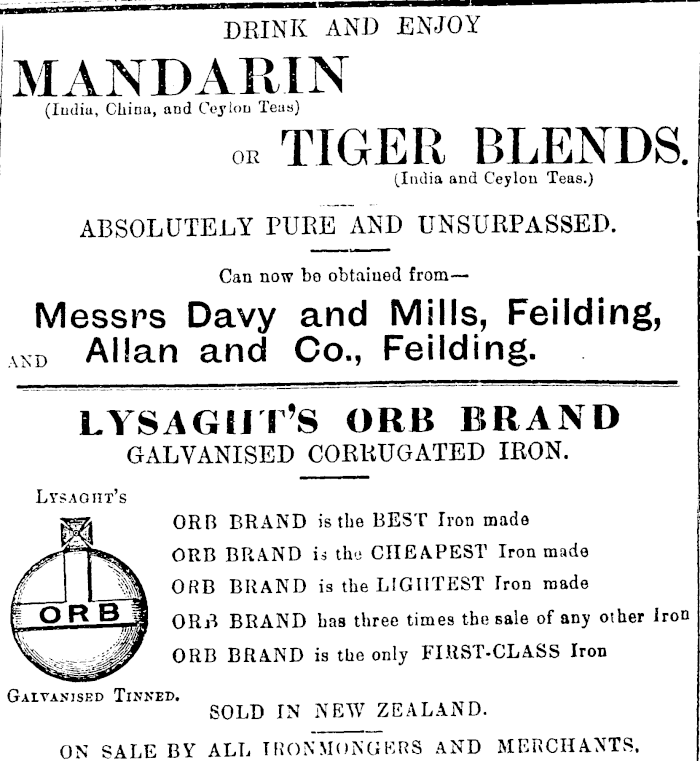 DRINK AND ENJOY
MANDARIN
(India, China, and Ceylon Teas)
OR TIGER BLENDS.
(India and Ceylon Teas.)
ABSOLUTELY PURE AND UNSURPASSED.
Can now be obtained from—
Messrs Davy and Mills, Feilding,
AND Allan and Co., Feilding.
LYSAGHT'S ORB BRAND
GALVANISED CORRUGATED IRON.
LYSAGHT'S
ORB
GALVANISED TINNED.
ORB BRAND is the BEST Iron made
ORB BRAND is the CHEAPEST Iron made
ORB BRAND is the LIGHTEST Iron made
ORB BRAND has three times the sale of any other Iron
ORB BRAND is the only FIRST-CLASS Iron
SOLD IN NEW ZEALAND.
ON SALE BY ALL IRONMONGERS AND MERCHANTS.